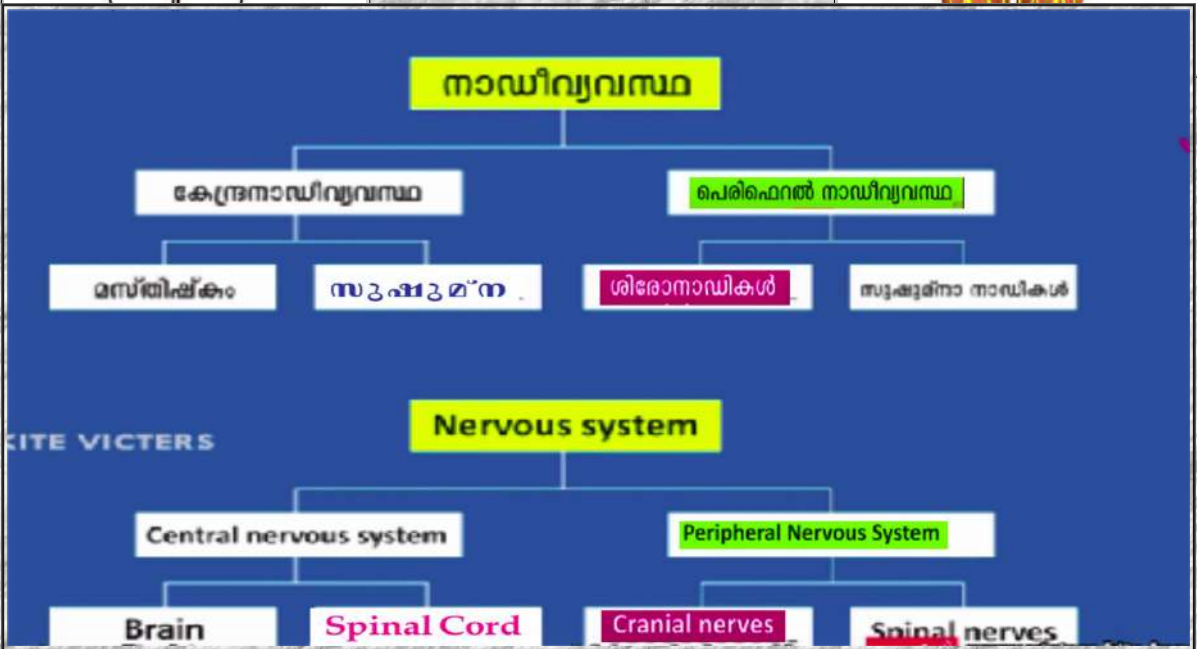 നാഡീവ്യവസ്ഥ
കേന്ദ്രനാഡീവ്യവസ്ഥ
പെരിഫെറൽ നാഡീവ്യവസ്ഥ
മസ്തിഷ്കം
സുഷുമ്‌ന
ശിരോനാഡികൾ
സുഷുമ്നാ നാഡികൾ
Nervous system
KITE VICTERS
Central nervous system
Peripheral Nervous System
Brain
Spinal Cord
Cranial nerves
Spinal nerves